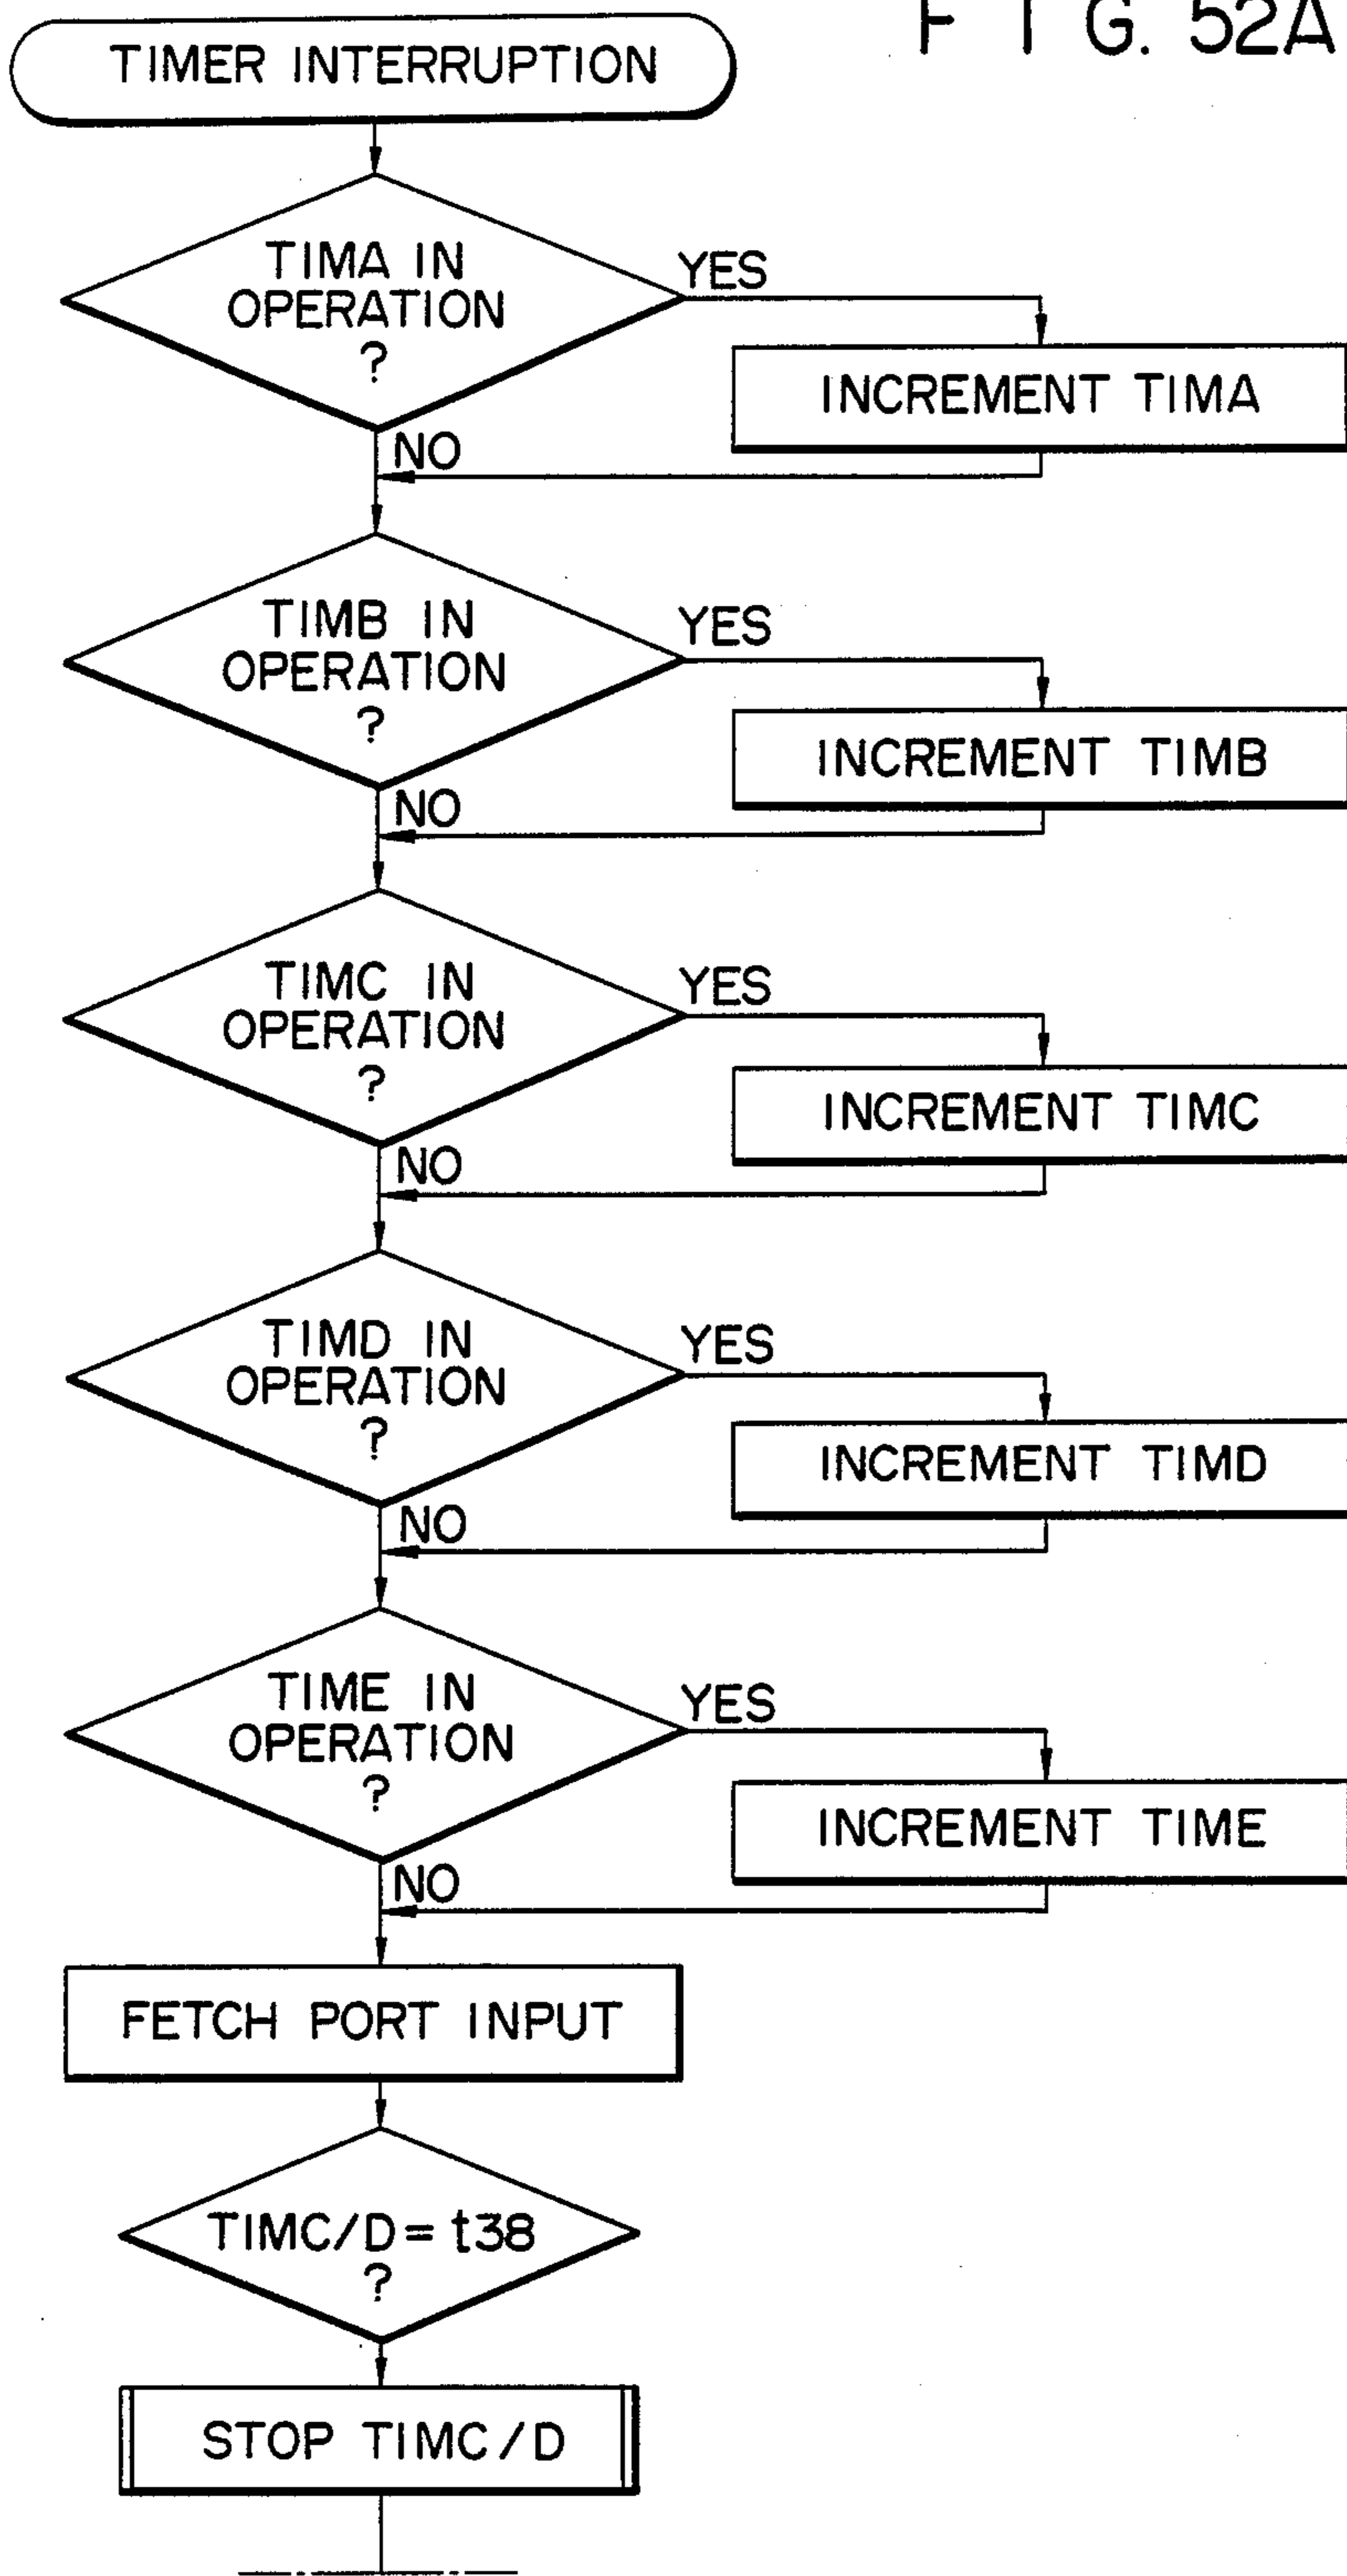 F I G. 52A
TIMER INTERRUPTION
TIMA IN
OPERATION
?
YES
INCREMENT TIMA
NO
TIMB IN
OPERATION
?
YES
INCREMENT TIMB
NO
TIMC IN
OPERATION
?
YES
INCREMENT TIMC
NO
TIMD IN
OPERATION
?
YES
INCREMENT TIMD
NO
TIME IN
OPERATION
?
YES
INCREMENT TIME
NO
FETCH PORT INPUT
TIMC/D = t38
?
STOP TIMC/D